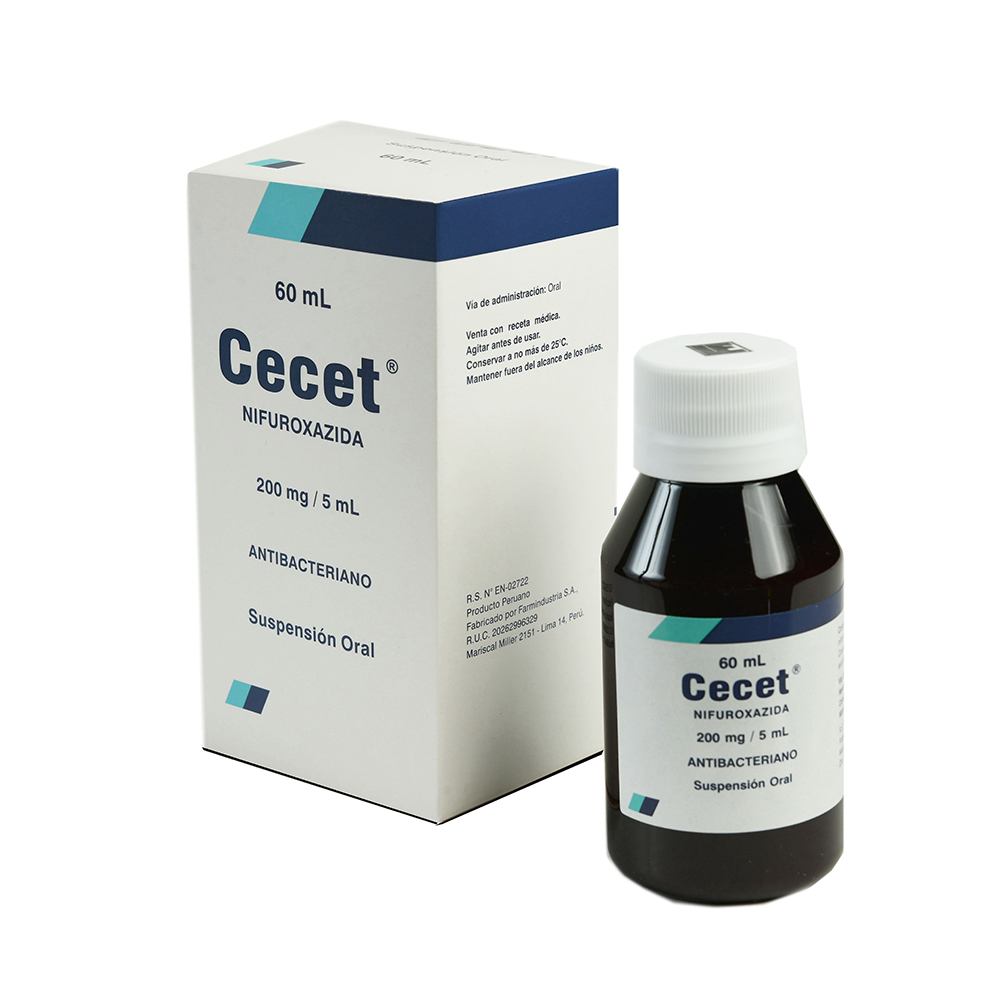 Suspensión Oral
60 mL
60 mL
Cecet®
NIFUROXAZIDA
200 mg / 5 mL
ANTIBACTERIANO
Suspensión Oral
Vía de administración: Oral
Venta con receta médica.
Agitar antes de usar.
Conservar a no más de 25°C.
Mantener fuera del alcance de los niños.
R.S. N° EN-02722
Producto Peruano
Fabricado por Farmindustria S.A.,
R.U.C. 20262996329
Mariscal Miller 2151 - Lima 14, Perú.
60 mL
Cecet®
NIFUROXAZIDA
200 mg / 5 mL
ANTIBACTERIANO
Suspensión Oral